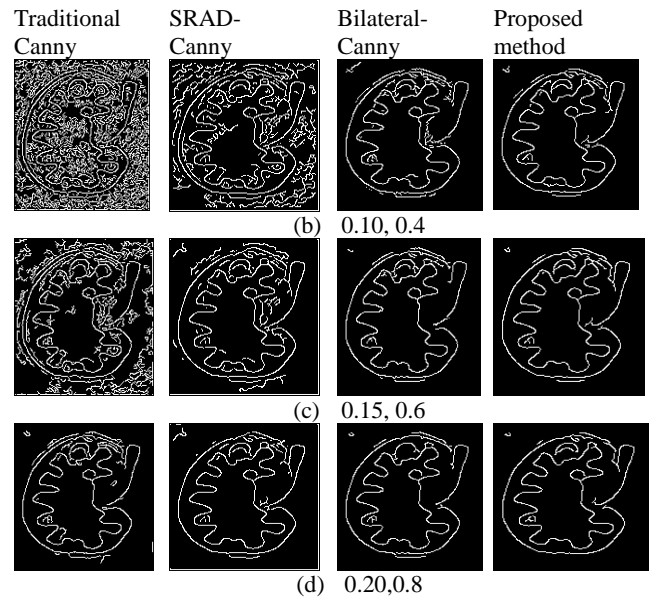 Traditional Canny
SRAD-Canny
Bilateral-Canny
Proposed method
(b) 0.10, 0.4
(c) 0.15, 0.6
(d) 0.20,0.8